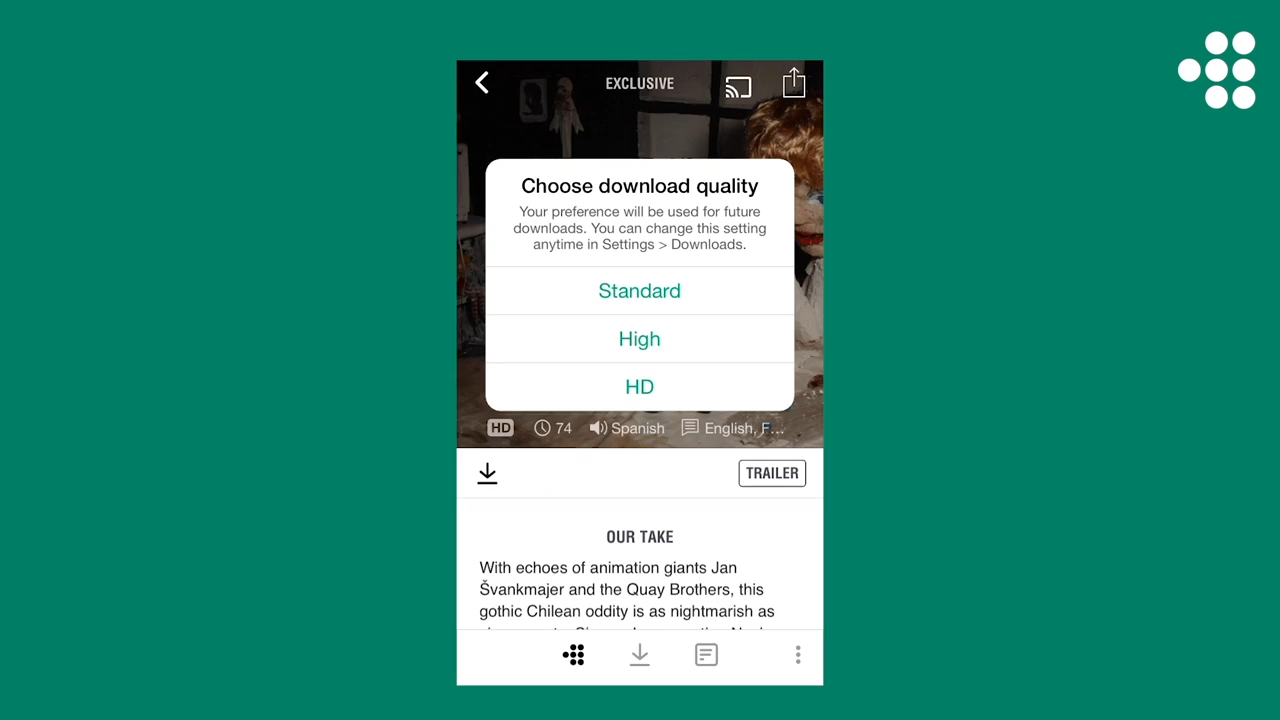 EXCLUSIVE
Choose download quality
Your preference will be used for future
downloads. You can change this setting
anytime in Settings > Downloads.
Standard
High
HD
HD 74 Spanish English, F...
TRAILER
OUR TAKE
With echoes of animation giants Jan
Švankmajer and the Quay Brothers, this
gothic Chilean oddity is as nightmarish as